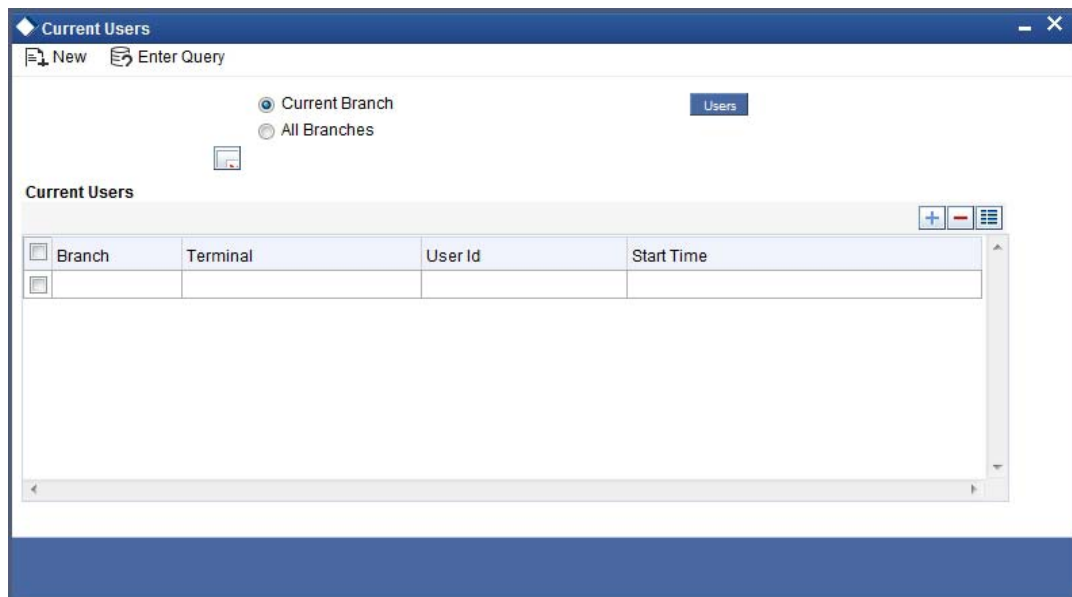 Current Users
New Enter Query
Current Branch
Users
All Branches
Current Users
Branch Terminal User Id Start Time